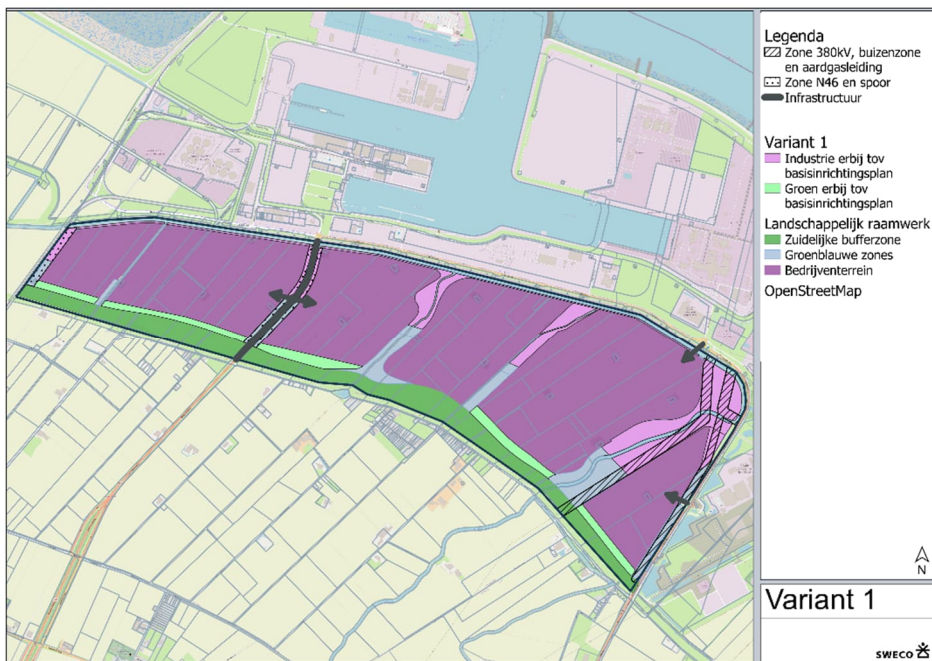 Legenda
Zone 380kV, buizenzone
en aardgasleiding
Zone N46 en spoor
Infrastructuur
Variant 1
Industrie erbij tov
basisinrichtingsplan
Groen erbij tov
basisinrichtingsplan
Landschappelijk raamwerk
Zuidelijke bufferzone
Groenblauwe zones
Bedrijventerrein
OpenStreetMap
N
Variant 1
SWECO